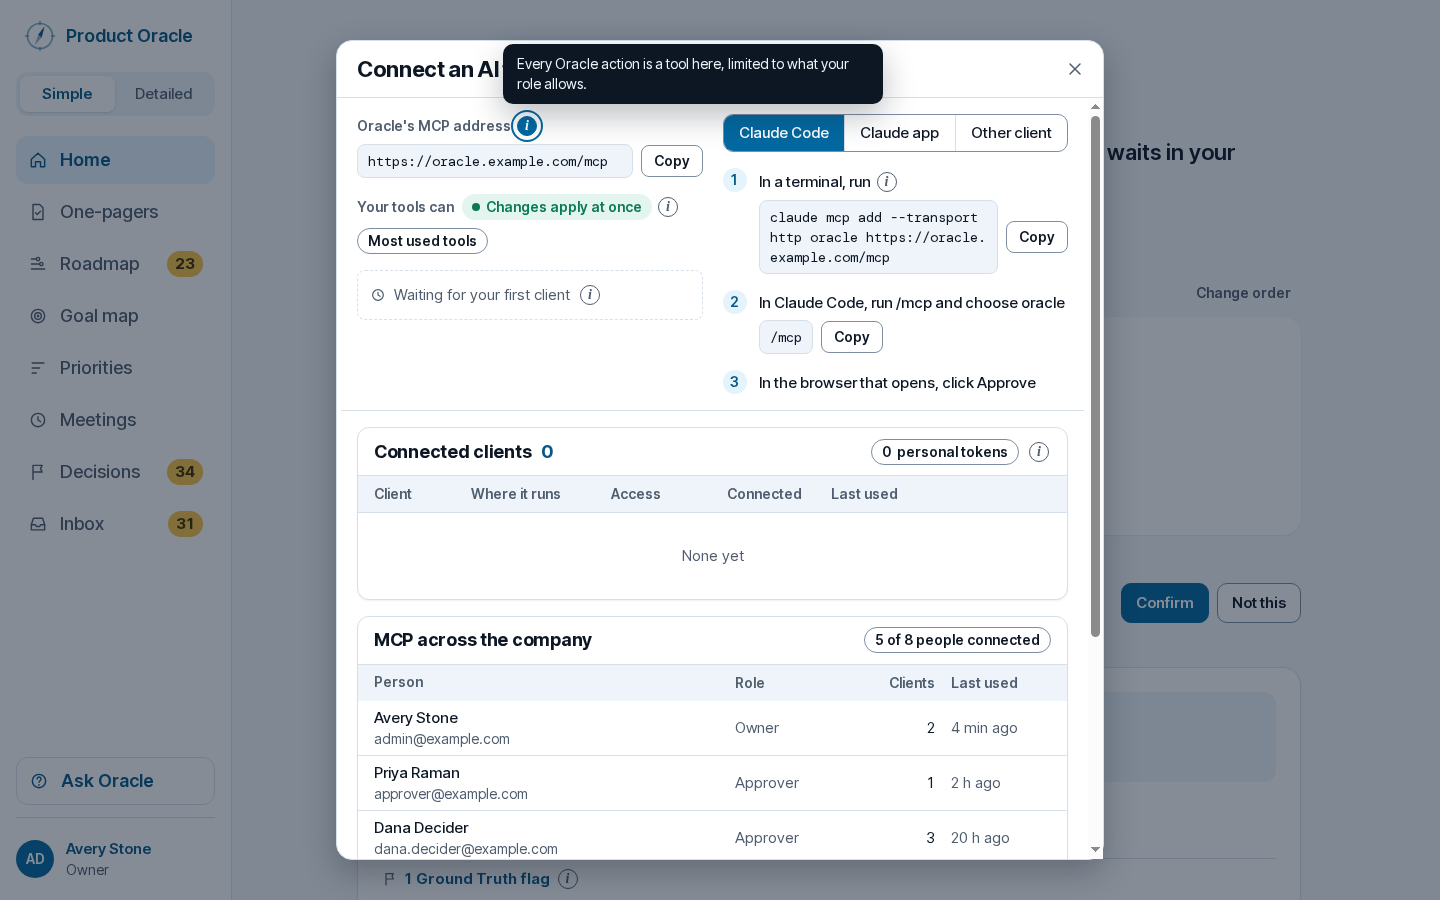 Product Oracle
Simple
Detailed
Home
One-pagers
Roadmap
23
Goal map
Priorities
Meetings
Decisions
34
Inbox
31
Ask Oracle
AD
Avery Stone
Owner
Connect an AI
Every Oracle action is a tool here, limited to what your
role allows.
Oracle's MCP address
i
https://oracle.example.com/mcp
Copy
Your tools can
Changes apply at once
i
Most used tools
Waiting for your first client
i
Claude Code
Claude app
Other client
1
In a terminal, run
i
claude mcp add --transport
http oracle https://oracle.
example.com/mcp
Copy
2
In Claude Code, run /mcp and choose oracle
/mcp
Copy
3
In the browser that opens, click Approve
Connected clients 0
0 personal tokens
i
Client
Where it runs
Access
Connected
Last used
None yet
MCP across the company
5 of 8 people connected
Person
Role
Clients
Last used
Avery Stone
admin@example.com
Owner
2
4 min ago
Priya Raman
approver@example.com
Approver
1
2 h ago
Dana Decider
dana.decider@example.com
Approver
3
20 h ago
waits in your
Change order
Confirm
Not this
1 Ground Truth flag
i